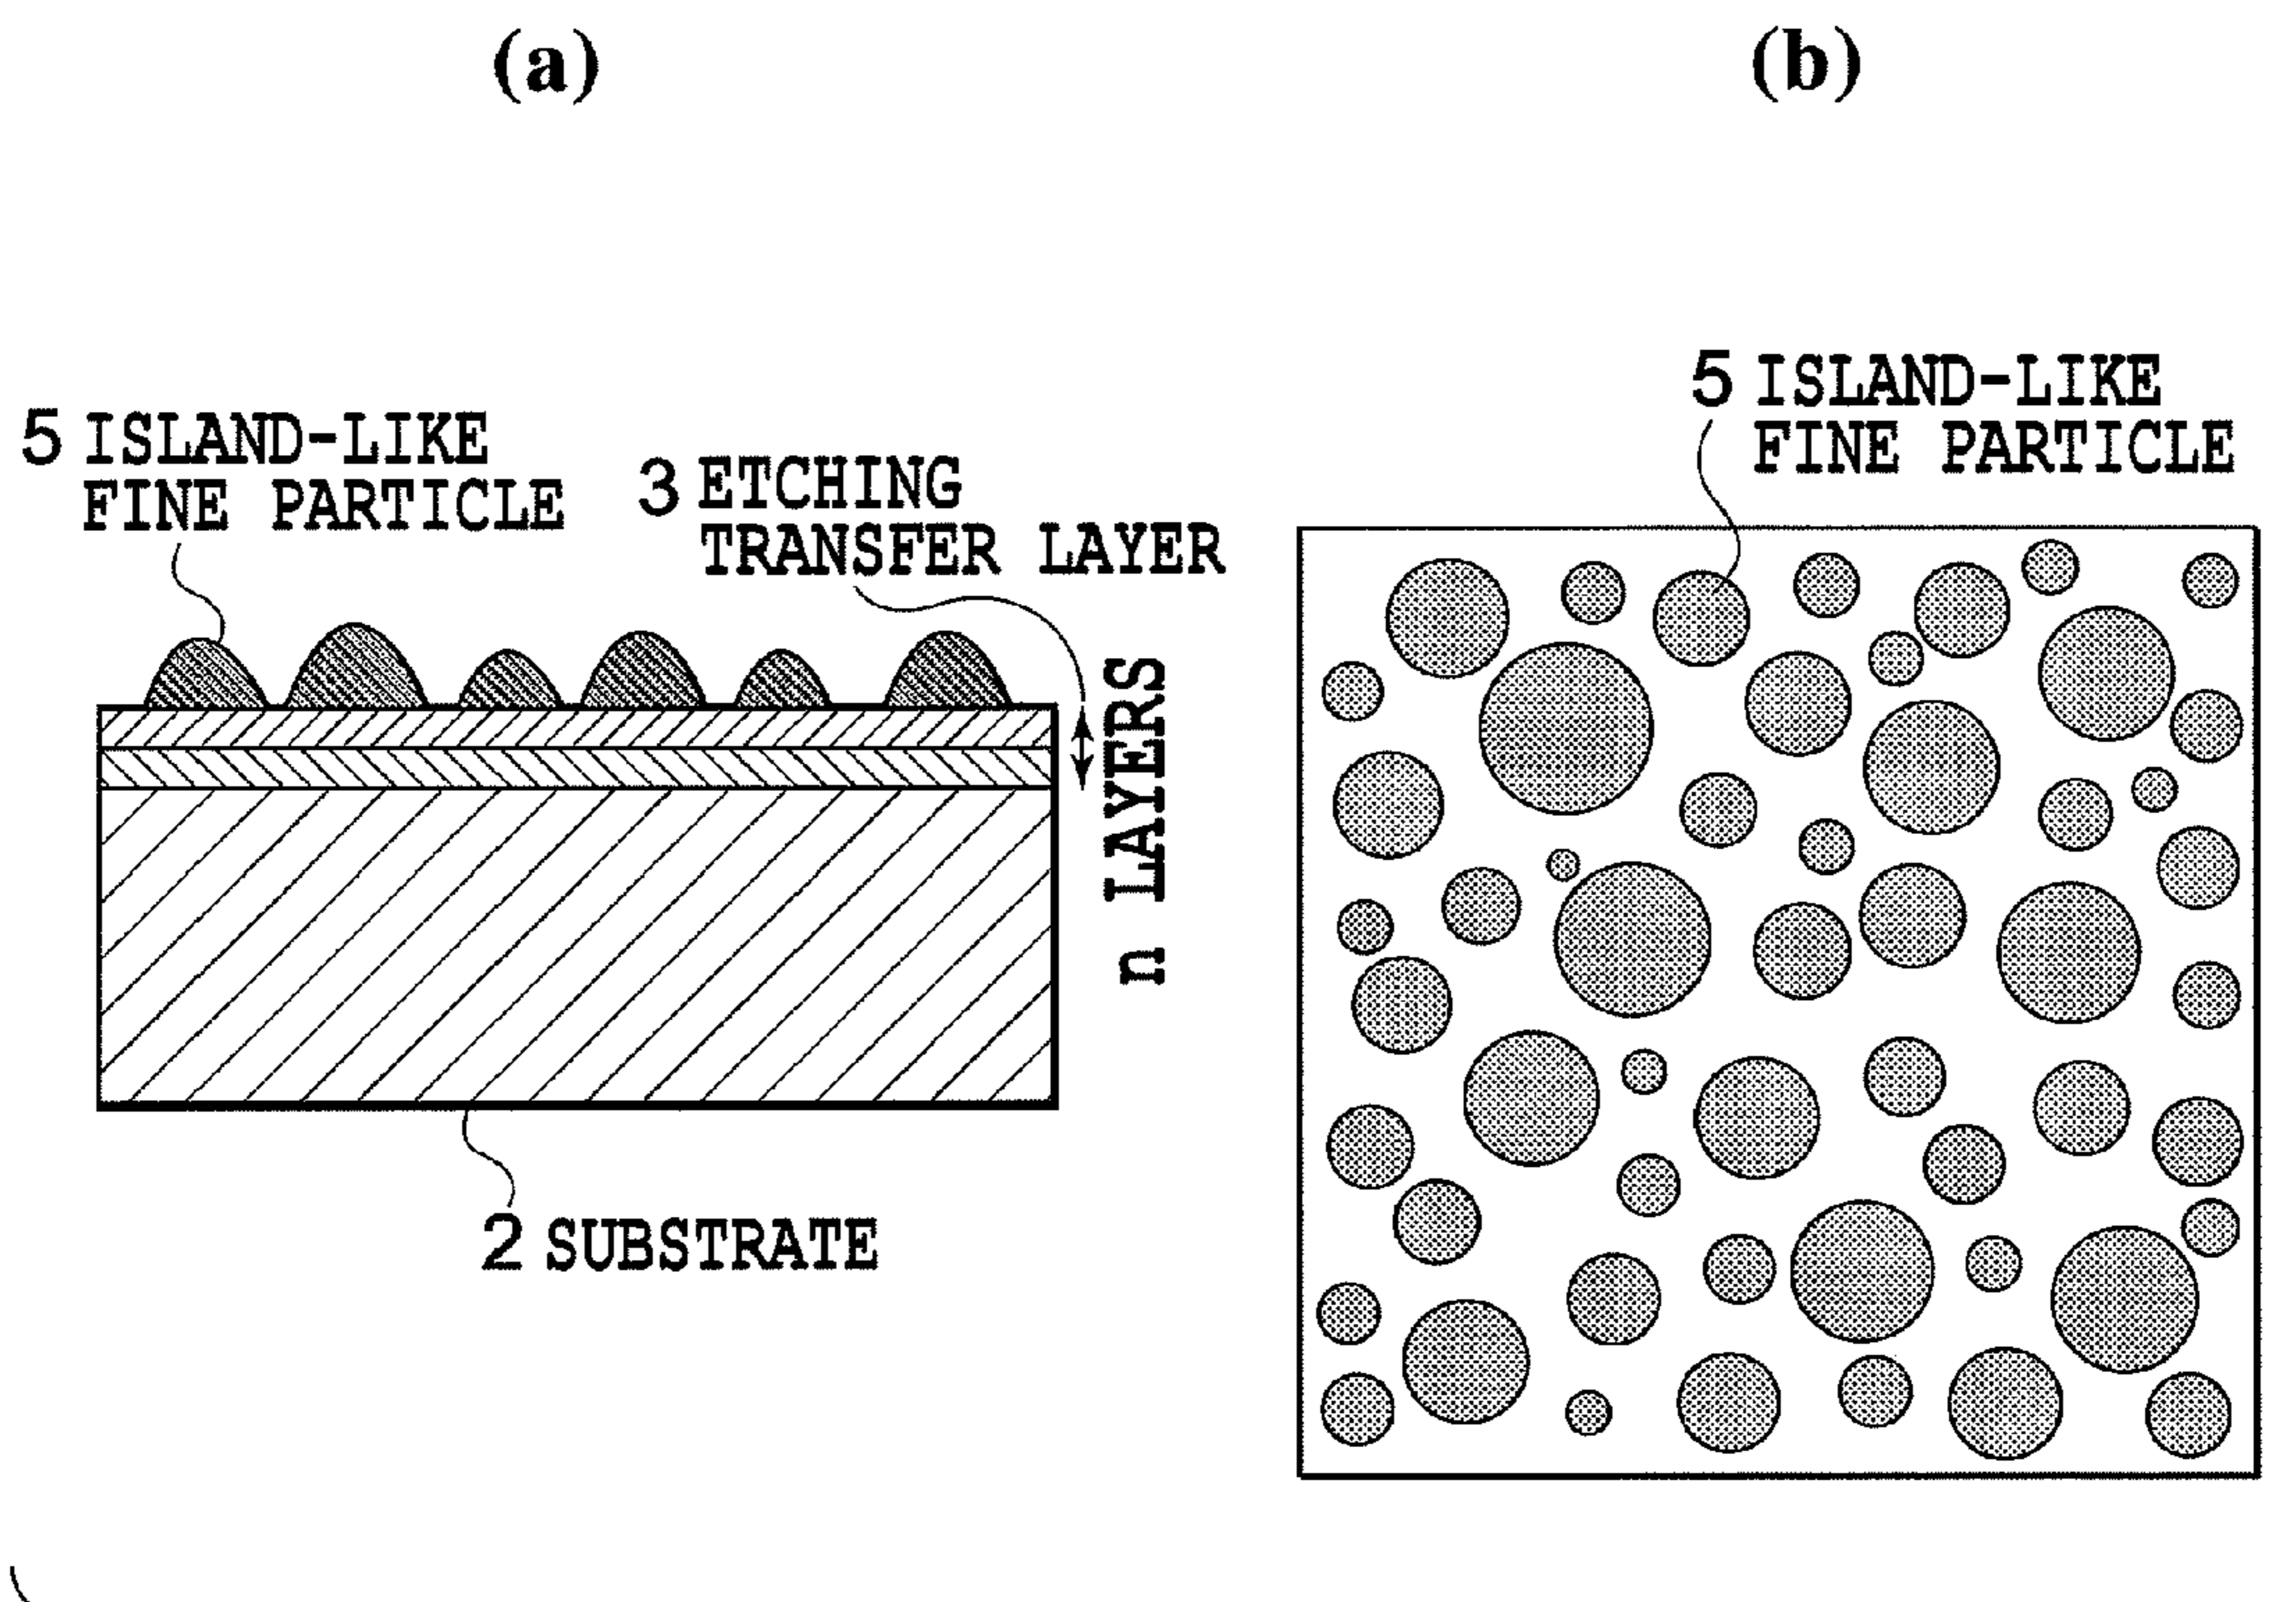 (a)
5 ISLAND-LIKE
FINE PARTICLE
3 ETCHING
TRANSFER LAYER
n LAYERS
2 SUBSTRATE
(b)
5 ISLAND-LIKE
FINE PARTICLE